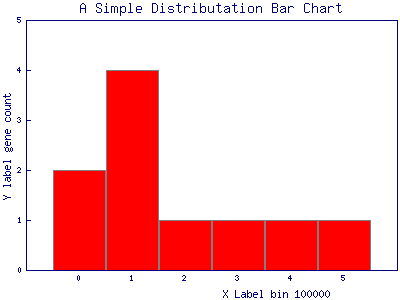 A Simple Distributation Bar Chart
5
4
3
2
1
0
Y label gene count
0 1 2 3 4 5
X Label bin 100000